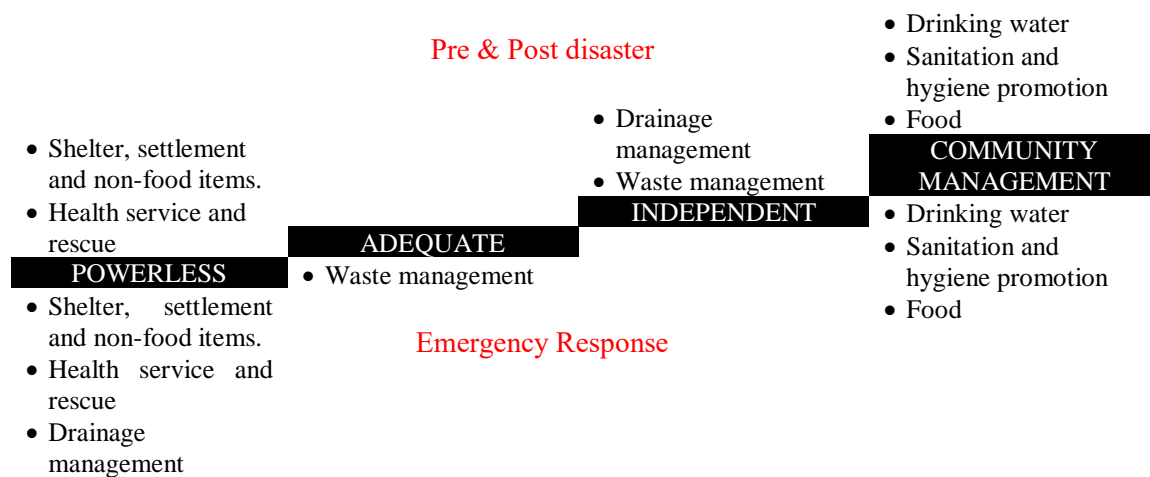 Pre & Post disaster
• Shelter, settlement
and non-food items.
• Health service and
rescue
POWERLESS
• Shelter, settlement
and non-food items.
• Health service and
rescue
• Drainage
management
ADEQUATE
• Waste management
Emergency Response
• Drainage
management
• Waste management
INDEPENDENT
• Drinking water
• Sanitation and
hygiene promotion
• Food
COMMUNITY
MANAGEMENT
• Drinking water
• Sanitation and
hygiene promotion
• Food